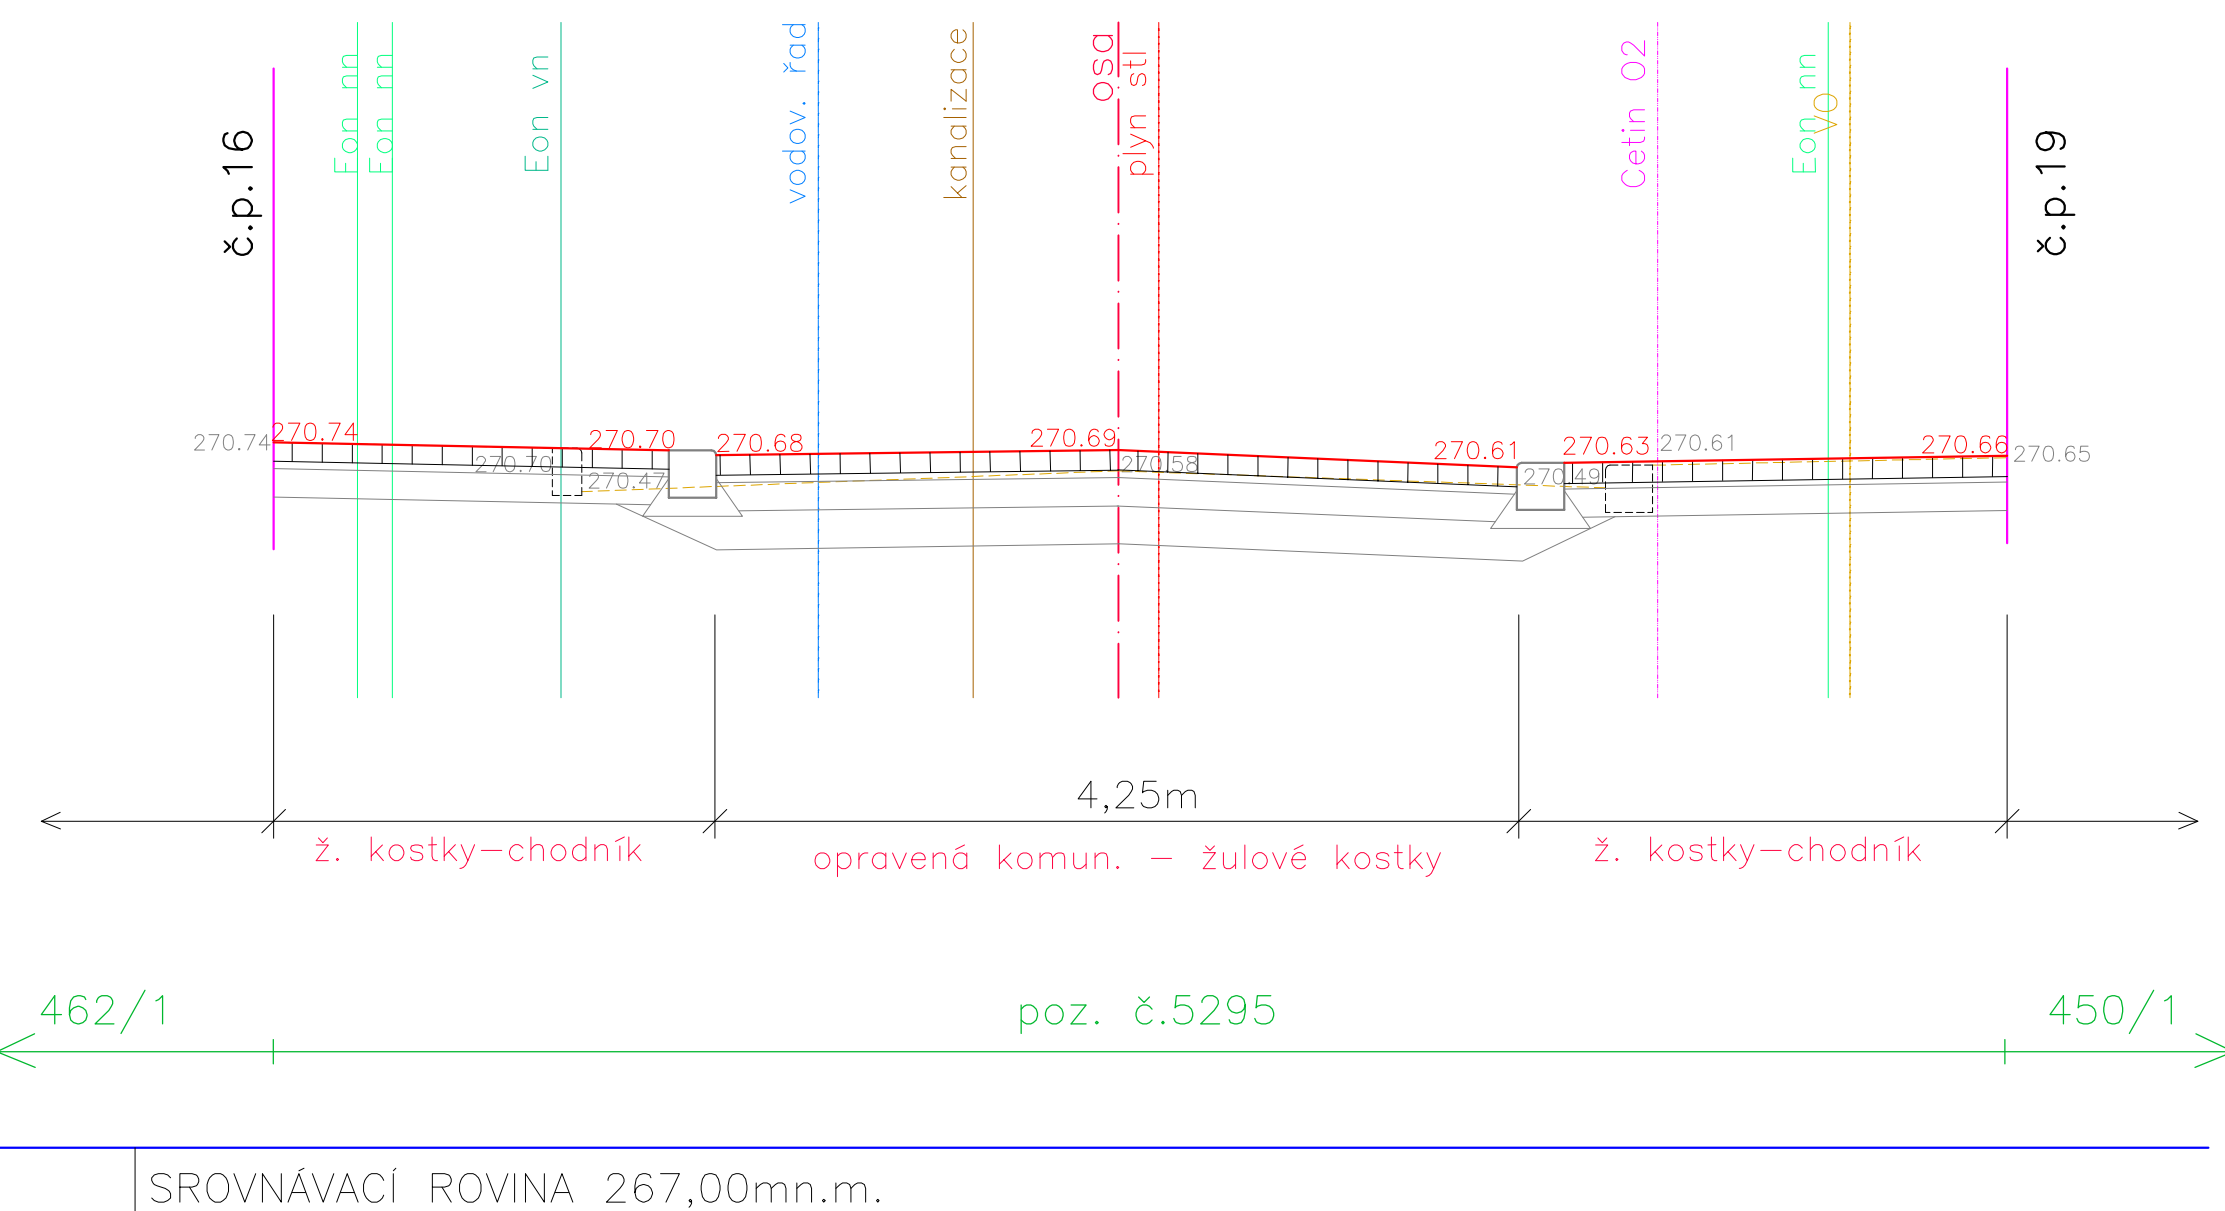 č.p.16
Eon nn
Eon nn
Eon vn
vodov. řad
kanalizace
osa
plyn stl
Cetin O2
Eon nn
VO
č.p.19
270.74
270.74
270.70
270.70
270.47
270.68
270.69
270.58
270.61
270.49
270.63
270.61
270.66
270.65
4,25m
ž. kostky-chodník
opravená komun. - žulové kostky
ž. kostky-chodník
462/1
poz. č.5295
450/1
SROVNÁVACÍ ROVINA 267,00mn.m.